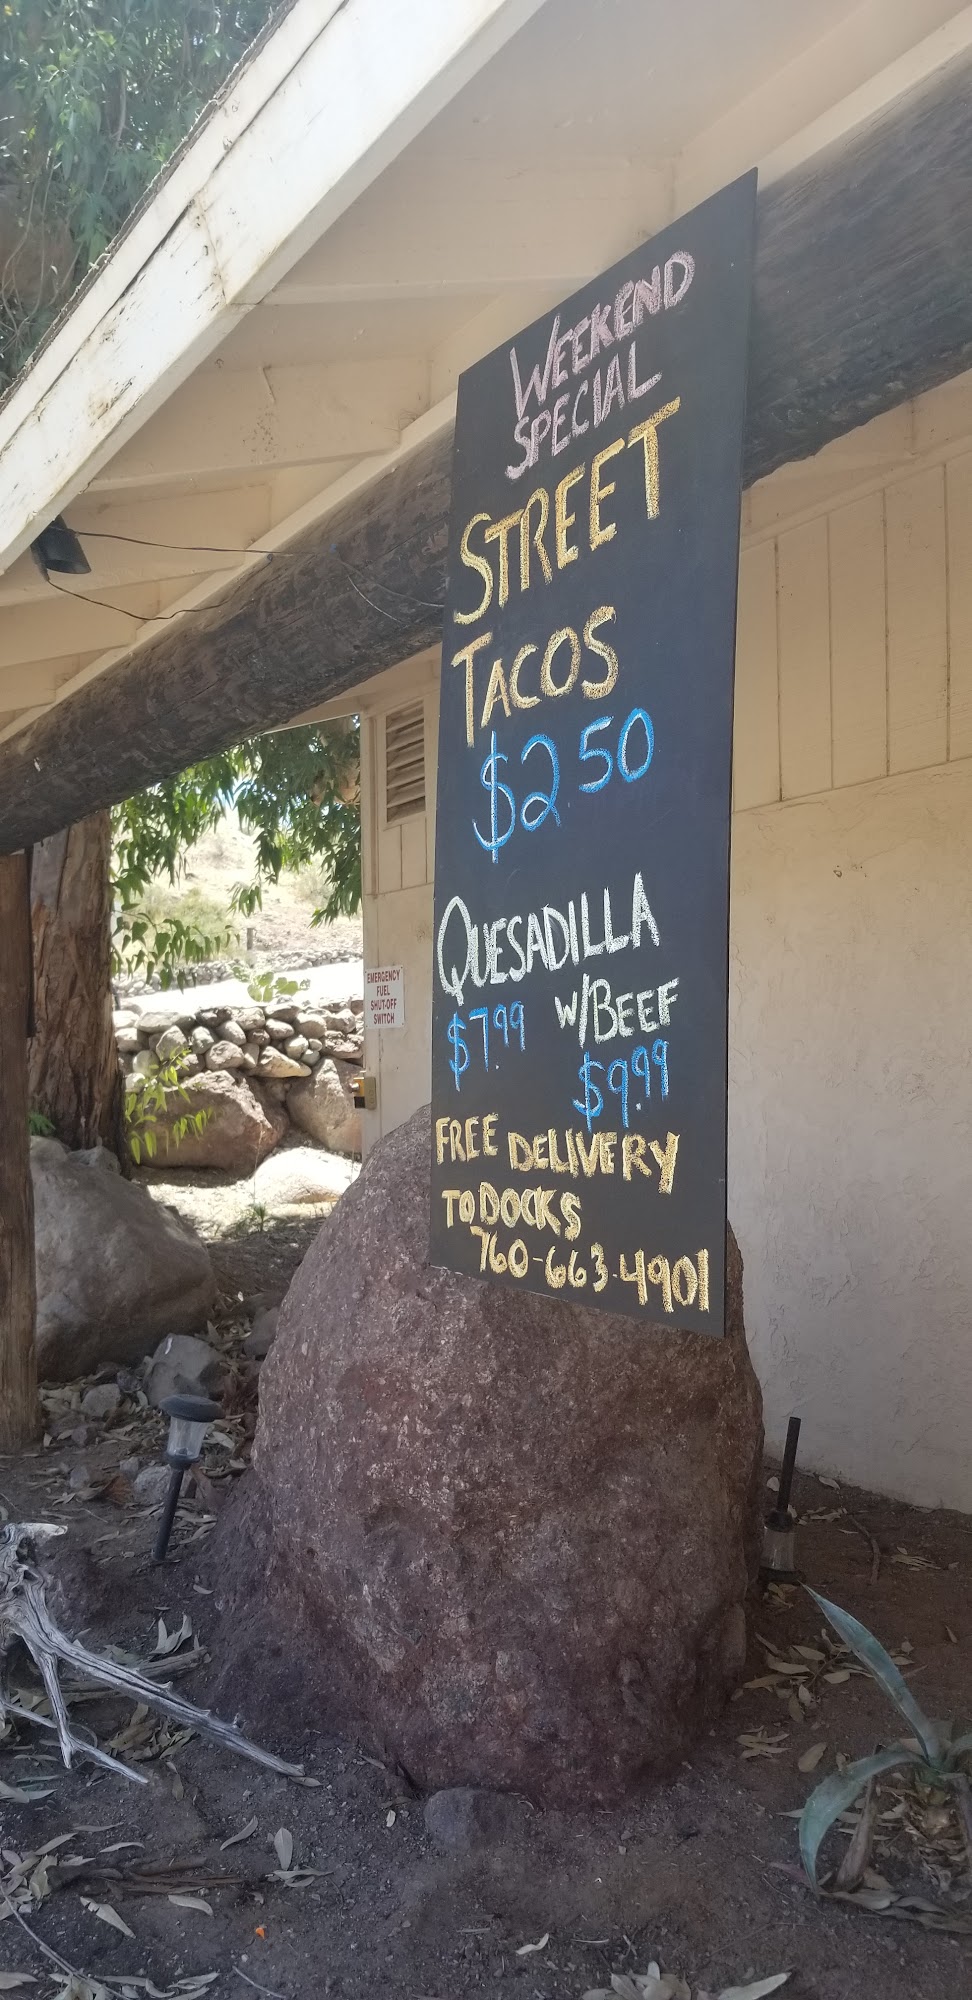 WEEKEND
SPECIAL
STREET
TACOS
$2 50
QUESADILLA
$7.99 W/BEEF
$9.99
FREE DELIVERY
TO DOCKS
760-663-4901
EMERGENCY
FUEL
SHUT-OFF
SWITCH